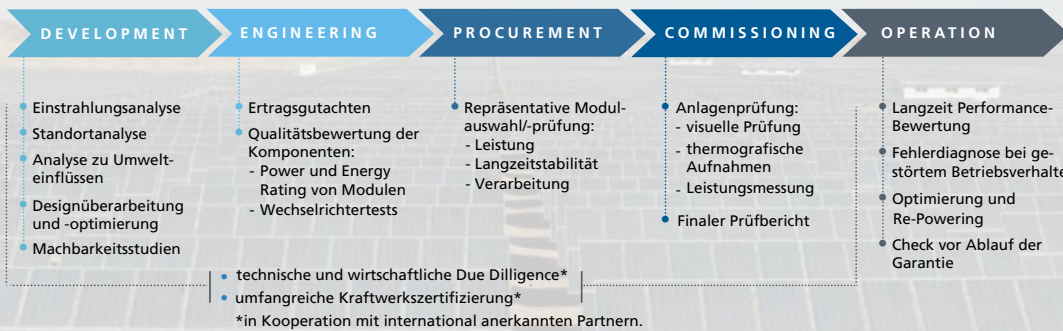 DEVELOPMENT
ENGINEERING
PROCUREMENT
COMMISSIONING
OPERATION
Einstrahlungsanalyse
Standortanalyse
Analyse zu Umwelt-
einflüssen
Designüberarbeitung
und -optimierung
Machbarkeitsstudien
Ertragsgutachten
Qualitätsbewertung der
Komponenten:
- Power und Energy
Rating von Modulen
- Wechselrichtertests
Repräsentative Modul-
auswahl/-prüfung:
- Leistung
- Langzeitstabilität
- Verarbeitung
Anlagenprüfung:
- visuelle Prüfung
- thermografische
Aufnahmen
- Leistungsmessung
Finaler Prüfbericht
Langzeit Performance-
Bewertung
Fehlerdiagnose bei ge-
störtem Betriebsverhalte
Optimierung und
Re-Powering
Check vor Ablauf der
Garantie
technische und wirtschaftliche Due Dilligence*
umfangreiche Kraftwerkszertifizierung*
*in Kooperation mit international anerkannten Partnern.